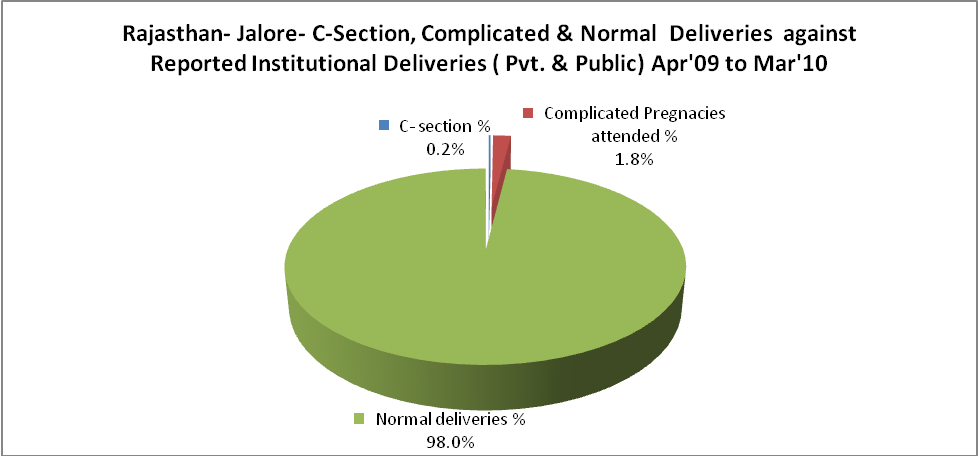 Rajasthan- Jalore- C-Section, Complicated & Normal Deliveries against
Reported Institutional Deliveries ( Pvt. & Public) Apr'09 to Mar'10
C-section %
0.2%
Complicated Pregnacies
attended %
1.8%
Normal deliveries %
98.0%